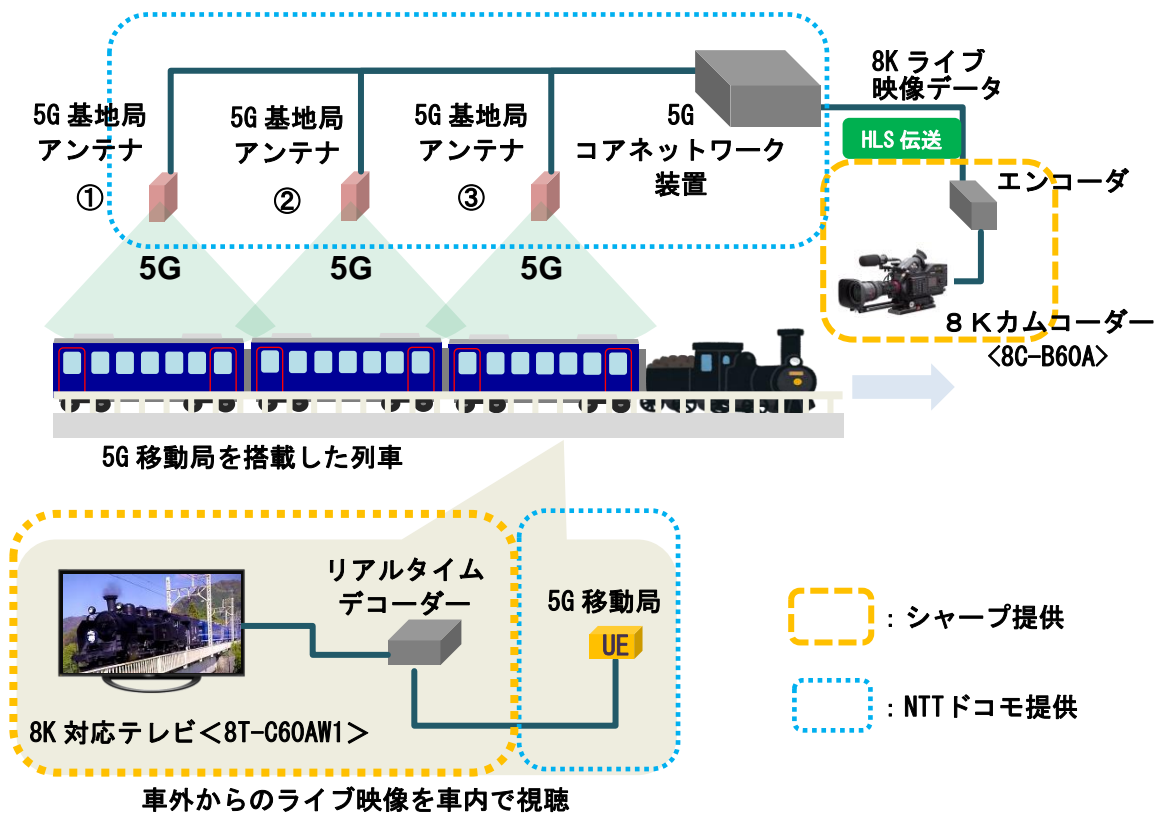 5G 基地局
アンテナ
①
5G 基地局
アンテナ
②
5G 基地局
アンテナ
③
5G
コアネットワーク
装置
8K ライブ
映像データ
HLS 伝送
エンコーダ
8Kカムコーダー
<8C-B60A>
5G
5G
5G
5G 移動局を搭載した列車
リアルタイム
デコーダー
5G 移動局
UE
8K 対応テレビ<8T-C60AW1>
車外からのライブ映像を車内で視聴
:シャープ提供
:NTTドコモ提供